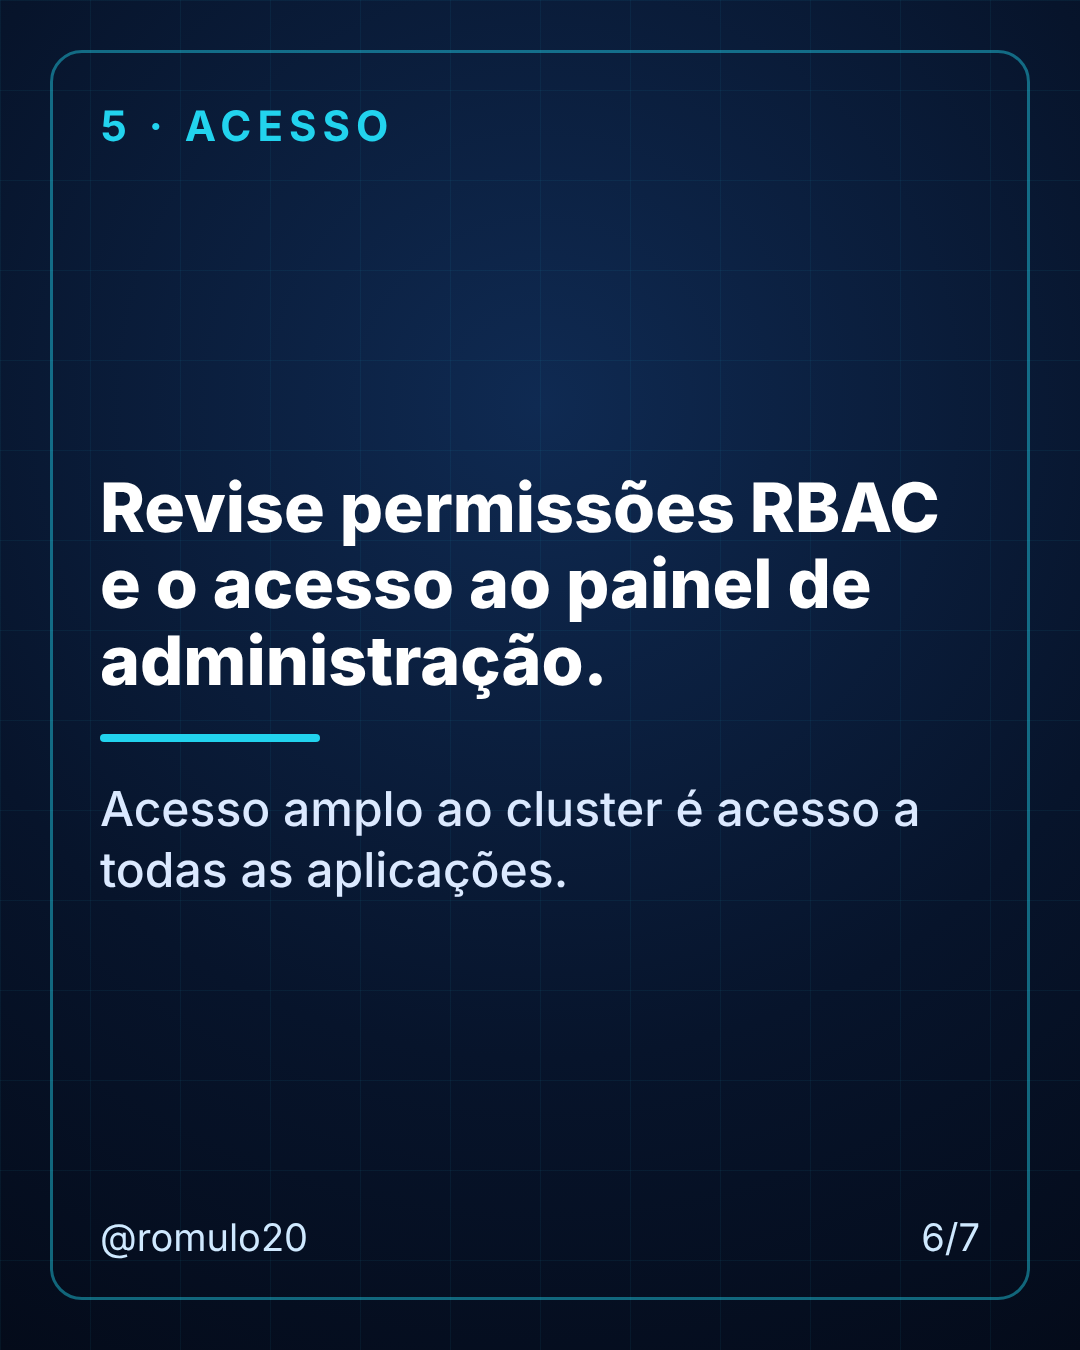 5 · ACESSO
Revise permissões RBAC
e o acesso ao painel de
administração.
Acesso amplo ao cluster é acesso a
todas as aplicações.
@romulo20
6/7